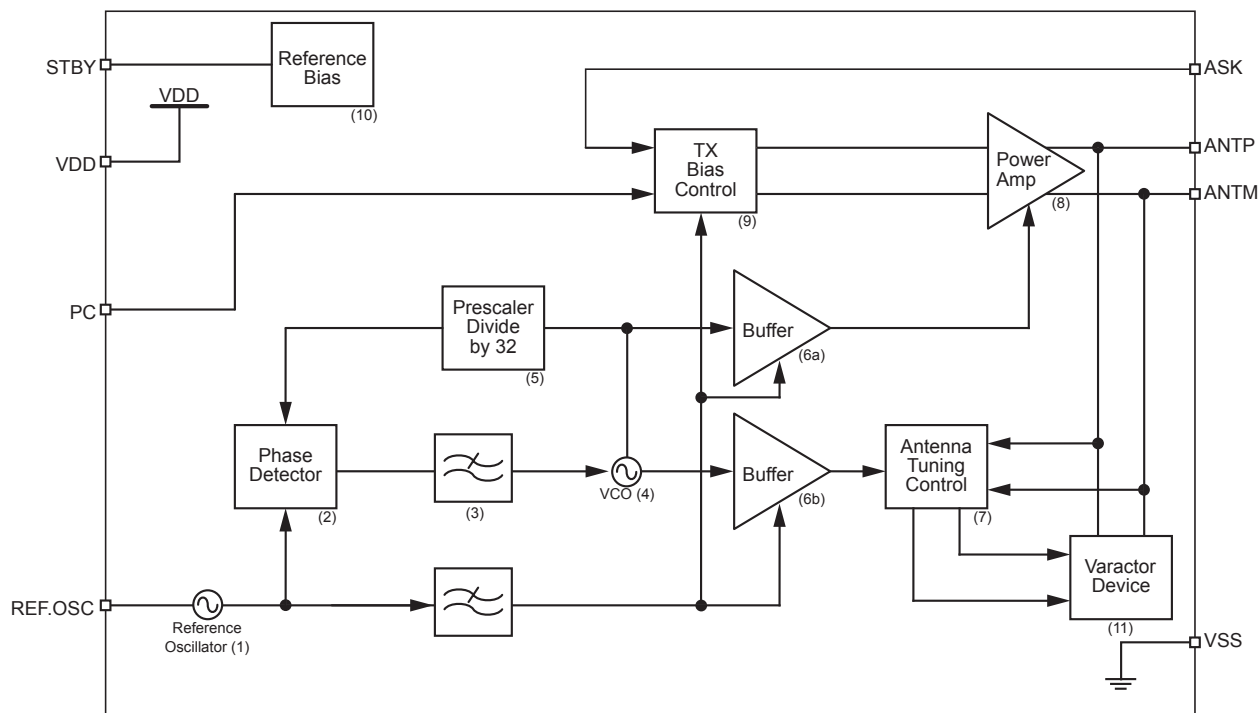 STBY
Reference
Bias
(10)
VDD
VDD
ASK
TX
Bias
Control
(9)
Power
Amp
(8)
ANTP
ANTM
PC
Prescaler
Divide
by 32
(5)
Buffer
(6a)
Phase
Detector
(2)
(3)
VCO (4)
Buffer
(6b)
Antenna
Tuning
Control
(7)
Varactor
Device
(11)
REF.OSC
Reference
Oscillator (1)
VSS